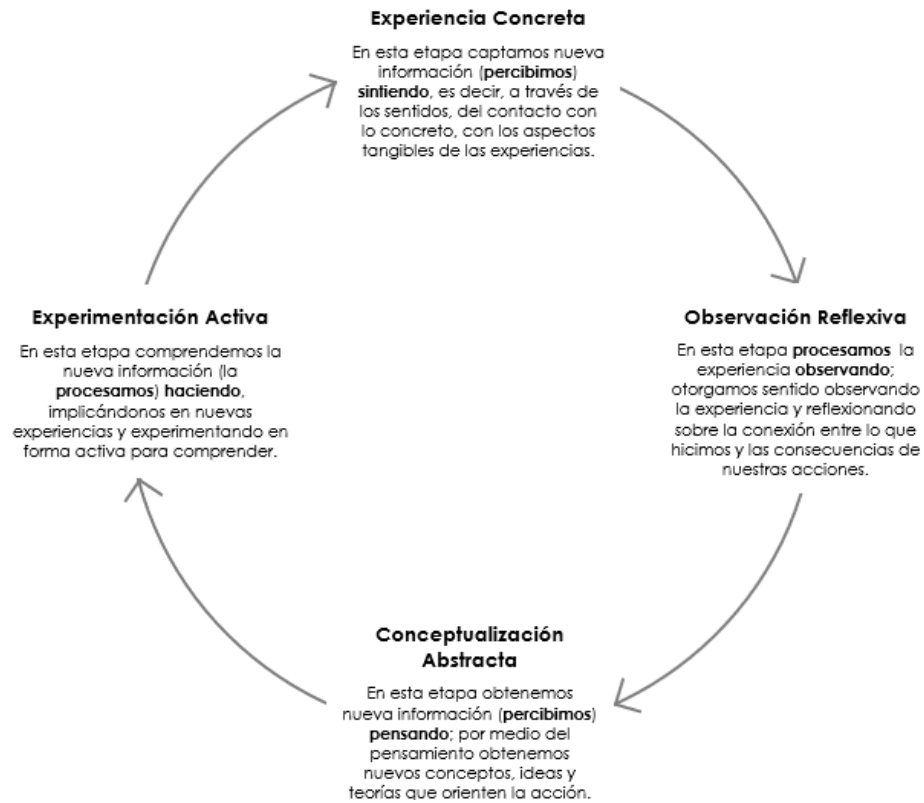 Experiencia Concreta
En esta etapa captamos nueva
información (percibimos)
sintiendo, es decir, a través de
los sentidos, del contacto con
lo concreto, con los aspectos
tangibles de las experiencias.
Observación Reflexiva
En esta etapa procesamos la
experiencia observando;
otorgamos sentido observando
la experiencia y reflexionando
sobre la conexión entre lo que
hicimos y las consecuencias de
nuestras acciones.
Conceptualización
Abstracta
En esta etapa obtenemos
nueva información (percibimos)
pensando; por medio del
pensamiento obtenemos
nuevos conceptos, ideas y
teorías que orienten la acción.
Experimentación Activa
En esta etapa comprendemos la
nueva información (la
procesamos) haciendo,
implicándonos en nuevas
experiencias y experimentando en
forma activa para comprender.